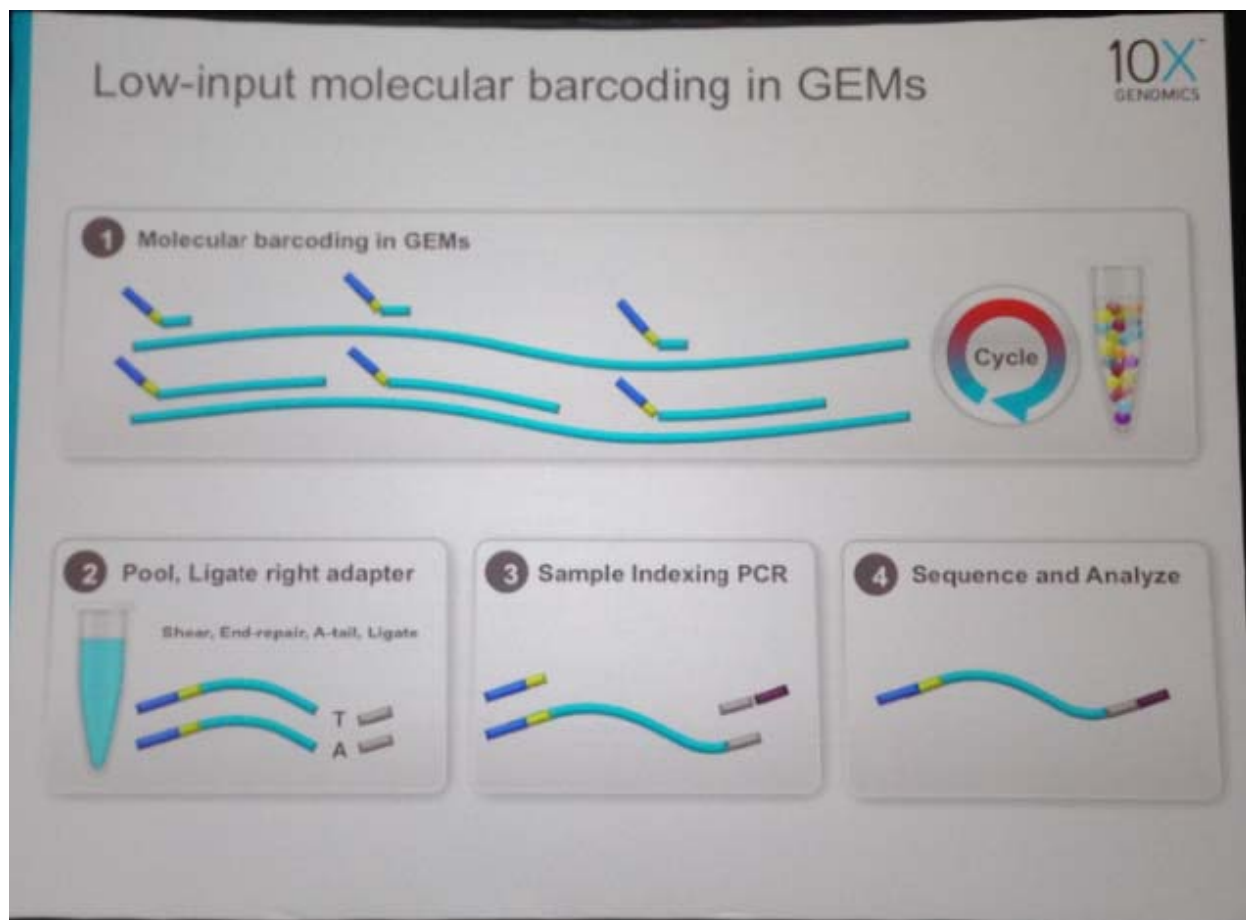 Low-input molecular barcoding in GEMs
10X™
GENOMICS
1 Molecular barcoding in GEMs
Cycle
2 Pool, Ligate right adapter
Shear, End-repair, A-tail, Ligate
T
A
3 Sample Indexing PCR
4 Sequence and Analyze